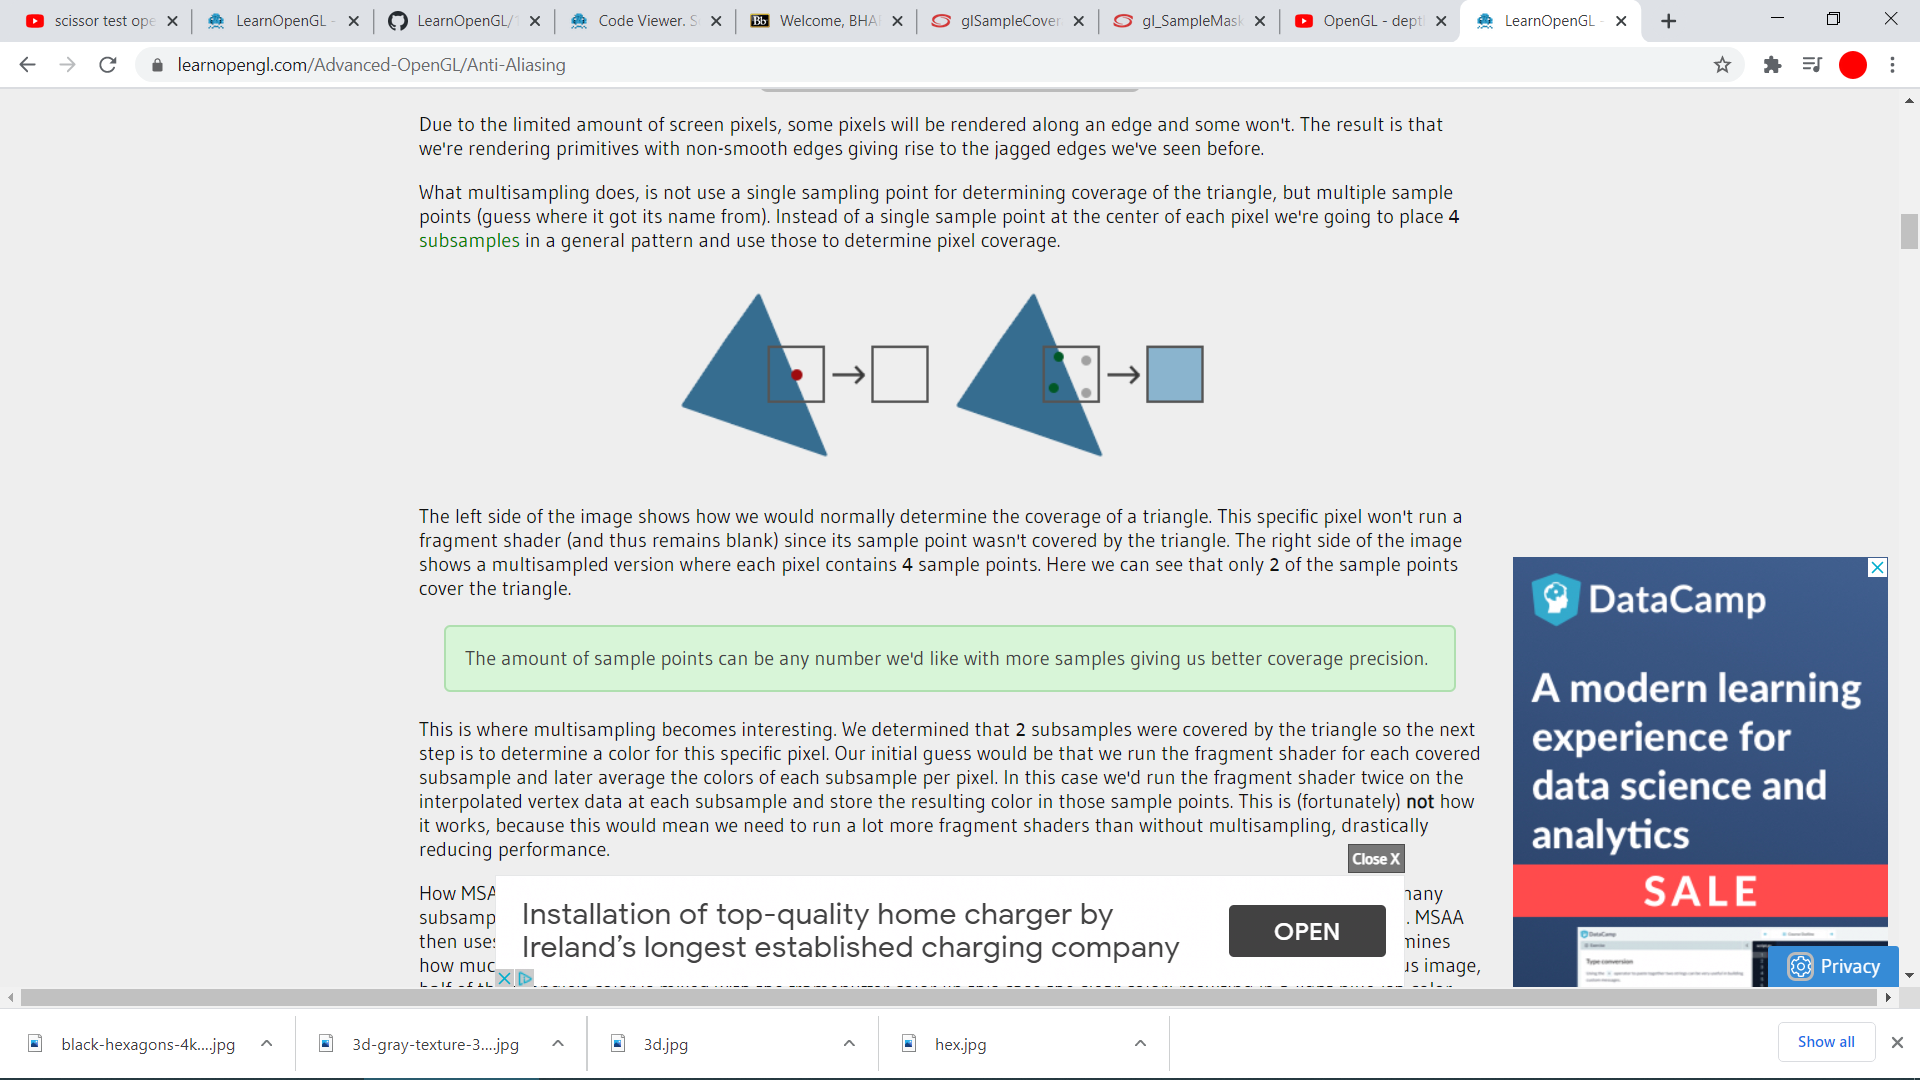 scissor test ope
LearnOpenGL -
LearnOpenGL/1
Code Viewer. S
Bb Welcome, BHA
glSampleCover
gl_SampleMask
OpenGL - dept
LearnOpenGL -
learnopengl.com/Advanced-OpenGL/Anti-Aliasing
Due to the limited amount of screen pixels, some pixels will be rendered along an edge and some won't. The result is that
we're rendering primitives with non-smooth edges giving rise to the jagged edges we've seen before.
What multisampling does, is not use a single sampling point for determining coverage of the triangle, but multiple sample
points (guess where it got its name from). Instead of a single sample point at the center of each pixel we're going to place 4
subsamples in a general pattern and use those to determine pixel coverage.
The left side of the image shows how we would normally determine the coverage of a triangle. This specific pixel won't run a
fragment shader (and thus remains blank) since its sample point wasn't covered by the triangle. The right side of the image
shows a multisampled version where each pixel contains 4 sample points. Here we can see that only 2 of the sample points
cover the triangle.
The amount of sample points can be any number we'd like with more samples giving us better coverage precision.
This is where multisampling becomes interesting. We determined that 2 subsamples were covered by the triangle so the next
step is to determine a color for this specific pixel. Our initial guess would be that we run the fragment shader for each covered
subsample and later average the colors of each subsample per pixel. In this case we'd run the fragment shader twice on the
interpolated vertex data at each subsample and store the resulting color in those sample points. This is (fortunately) not how
it works, because this would mean we need to run a lot more fragment shaders than without multisampling, drastically
reducing performance.
How MSA
many
subsamp
. MSAA
then uses
mines
how muc
us image,
Close X
Installation of top-quality home charger by
Ireland's longest established charging company
OPEN
DataCamp
A modern learning
experience for
data science and
analytics
SALE
DataCamp
Type conversion
Privacy
black-hexagons-4k....jpg
3d-gray-texture-3....jpg
3d.jpg
hex.jpg
Show all